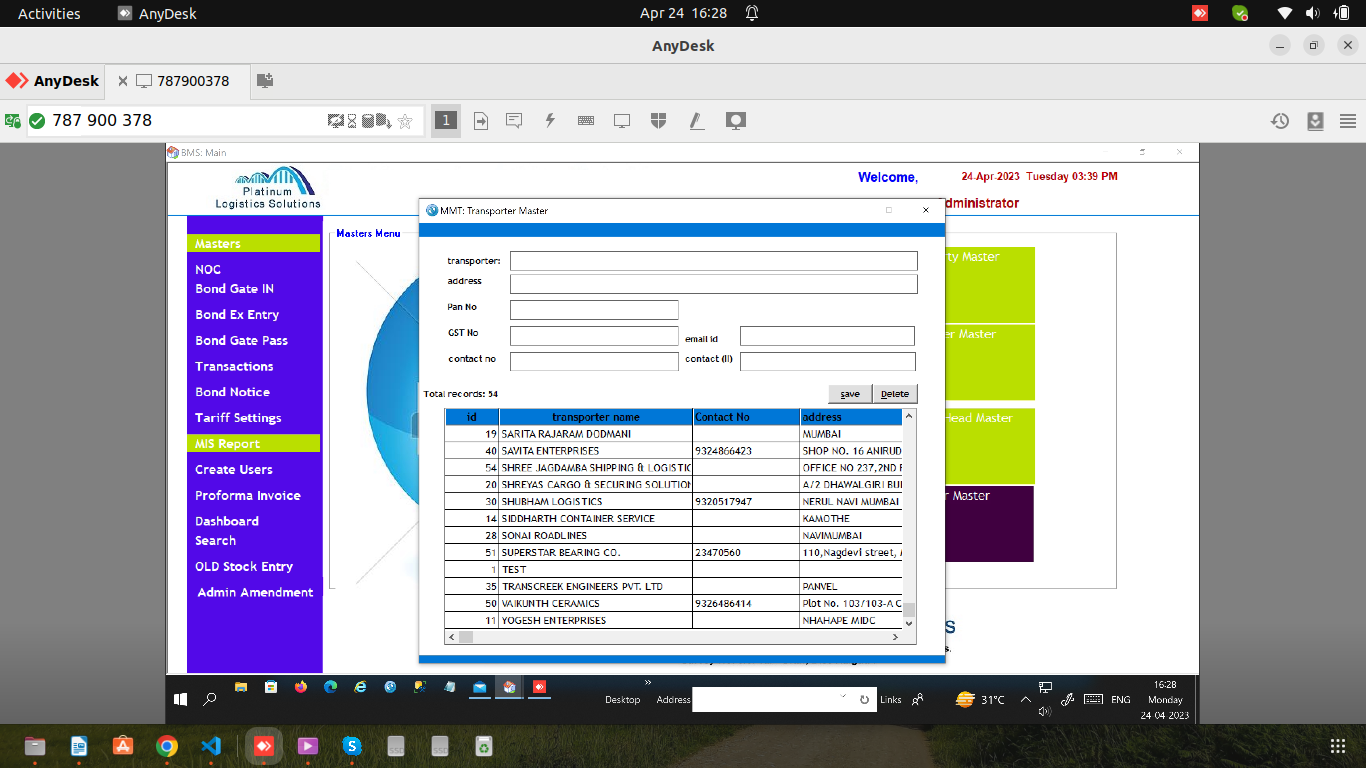 Activities AnyDesk Apr 24 16:28
AnyDesk
AnyDesk 787900378
787 900 378 1
BMS: Main
Platinum
Logistics Solutions
Welcome, 24-Apr-2023 Tuesday 03:39 PM
dministrator
Masters
NOC
Bond Gate IN
Bond Ex Entry
Bond Gate Pass
Transactions
Bond Notice
Tariff Settings
MIS Report
Create Users
Proforma Invoice
Dashboard
Search
OLD Stock Entry
Admin Amendment
Masters Menu
MMT: Transporter Master
transporter:
address
Pan No
GST No email id
contact no contact (II)
Total records: 54 save Delete
id transporter name Contact No address
19 SARITA RAJARAM DODMANI MUMBAI
40 SAVITA ENTERPRISES 9324866423 SHOP NO. 16 ANIRUD
54 SHREE JAGDAMBA SHIPPING & LOGISTIC OFFICE NO 237,2ND
20 SHREYAS CARGO & SECURING SOLUTION A/2 DHAWALGIRI BUI
30 SHUBHAM LOGISTICS 9320517947 NERUL NAVI MUMBAI
14 SIDDHARTH CONTAINER SERVICE KAMOTHE
28 SONAI ROADLINES NAVIMUMBAI
51 SUPERSTAR BEARING CO. 23470560 110,Nagdevi street,
1 TEST
35 TRANSCREEK ENGINEERS PVT. LTD PANVEL
50 VAIKUNTH CERAMICS 9326486414 Plot No. 103/103-A
11 YOGESH ENTERPRISES NHAHAPE MIDC
ty Master
er Master
Head Master
r Master
S
s.
Desktop Address Links 31°C ENG
16:28
Monday
24-04-2023
SSD SSD